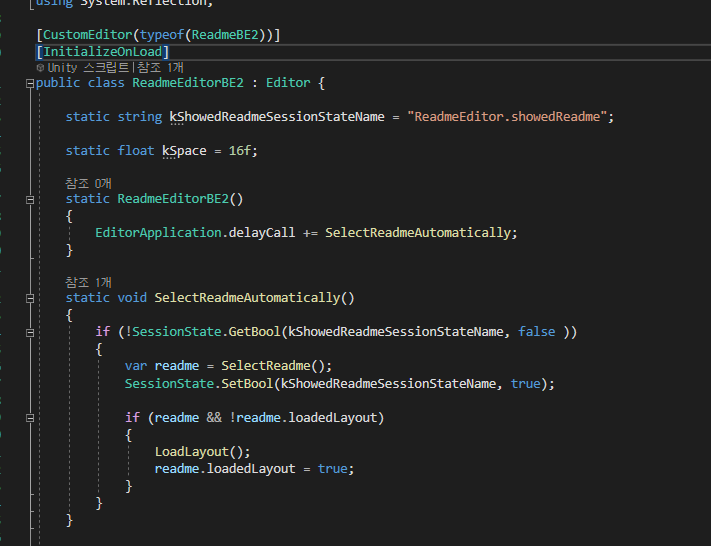 using System.Reflection;
[CustomEditor(typeof(ReadmeBE2))]
[InitializeOnLoad]
Unity 스크립트|참조 1개
public class ReadmeEditorBE2 : Editor {
static string kShowedReadmeSessionStateName = "ReadmeEditor.showedReadme";
static float kSpace = 16f;
참조 0개
static ReadmeEditorBE2()
{
EditorApplication.delayCall += SelectReadmeAutomatically;
}
참조 1개
static void SelectReadmeAutomatically()
{
if (!SessionState.GetBool(kShowedReadmeSessionStateName, false ))
{
var readme = SelectReadme();
SessionState.SetBool(kShowedReadmeSessionStateName, true);
if (readme && !readme.loadedLayout)
{
LoadLayout();
readme.loadedLayout = true;
}
}
}